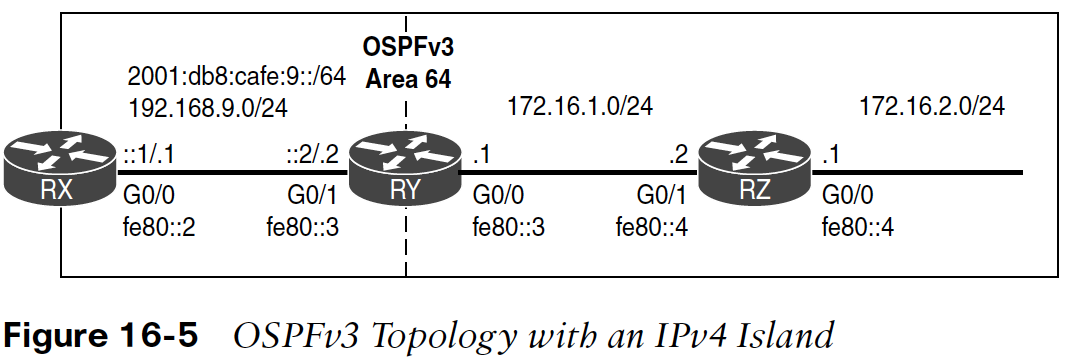 OSPFv3
Area 64
2001:db8:cafe:9::/64
192.168.9.0/24
172.16.1.0/24
172.16.2.0/24
::1/.1
::2/.2
.1
.2
.1
RX
RY
RZ
G0/0
G0/1
G0/0
G0/1
G0/0
fe80::2
fe80::3
fe80::3
fe80::4
fe80::4
Figure 16-5 OSPFv3 Topology with an IPv4 Island